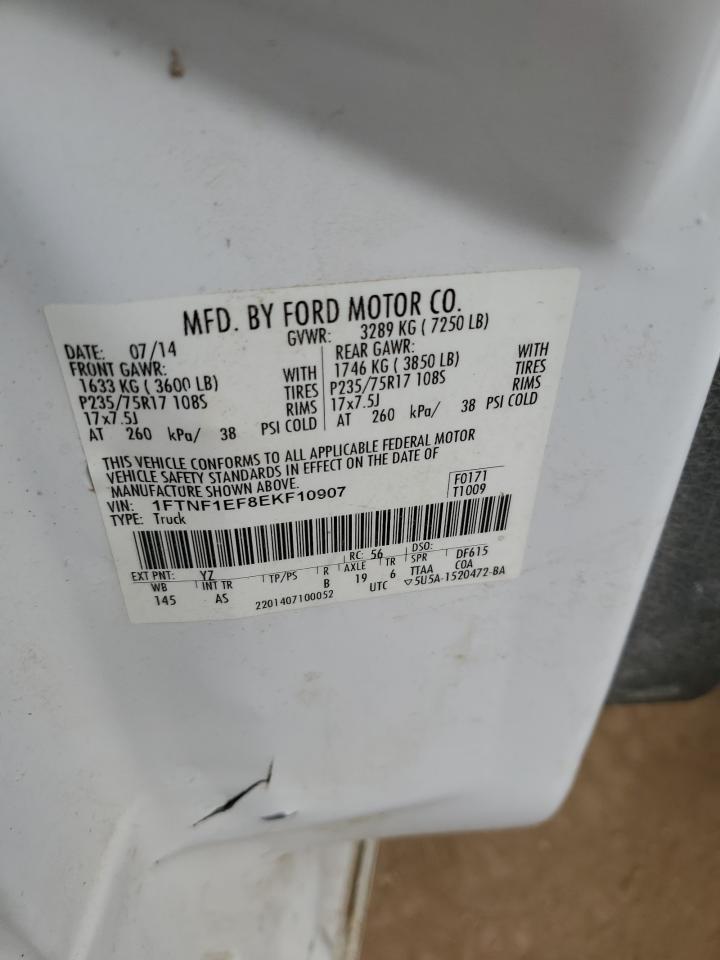 MFD. BY FORD MOTOR CO.
DATE: 07/14 GVWR: 3289 KG ( 7250 LB)
FRONT GAWR: REAR GAWR:
1633 KG ( 3600 LB) WITH 1746 KG ( 3850 LB) WITH
P235/75R17 108S TIRES P235/75R17 108S TIRES
17x7.5J RIMS 17x7.5J RIMS
AT 260 kPa/ 38 PSI COLD AT 260 kPa/ 38 PSI COLD
THIS VEHICLE CONFORMS TO ALL APPLICABLE FEDERAL MOTOR
VEHICLE SAFETY STANDARDS IN EFFECT ON THE DATE OF
MANUFACTURE SHOWN ABOVE.
VIN: 1FTNF1EF8EKF10907 F0171
TYPE: Truck T1009
EXT PNT: YZ RC: 56 DSO:
WB INT TR TP/PS R AXLE TR SPR DF615
145 AS B 19 6 TTAA COA
2201407100052 UTC ▽5U5A-1520472-BA